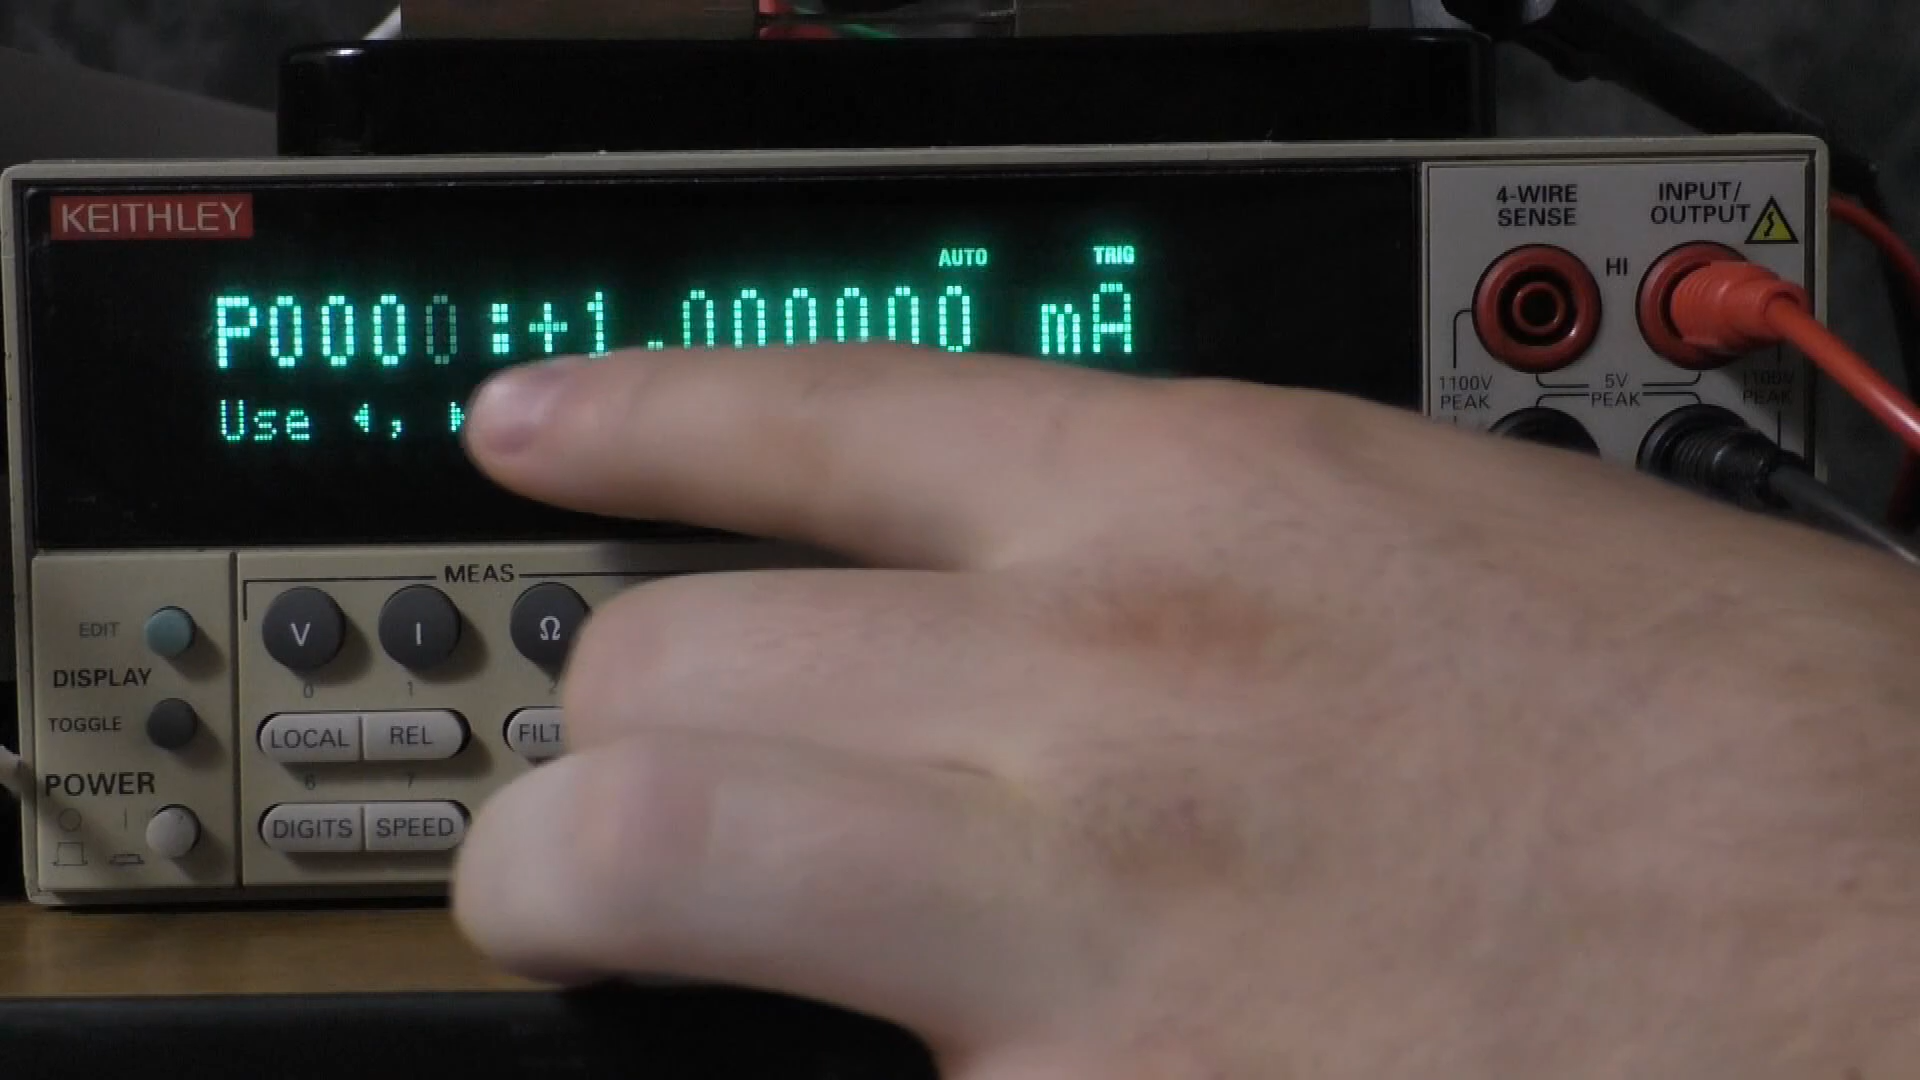 KEITHLEY
AUTO TRIG
P0000:+1.000000 mA
Use ◂, ▸
4-WIRE
SENSE
INPUT/
OUTPUT
HI
1100V
PEAK
5V
PEAK
1100V
PEAK
MEAS
EDIT
DISPLAY
TOGGLE
POWER
V I Ω
0 1 2
LOCAL REL FILT
6 7
DIGITS SPEED